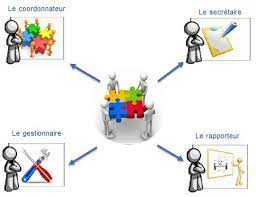 Le coordonnateur
Le secrétaire
Le gestionnaire
Le rapporteur